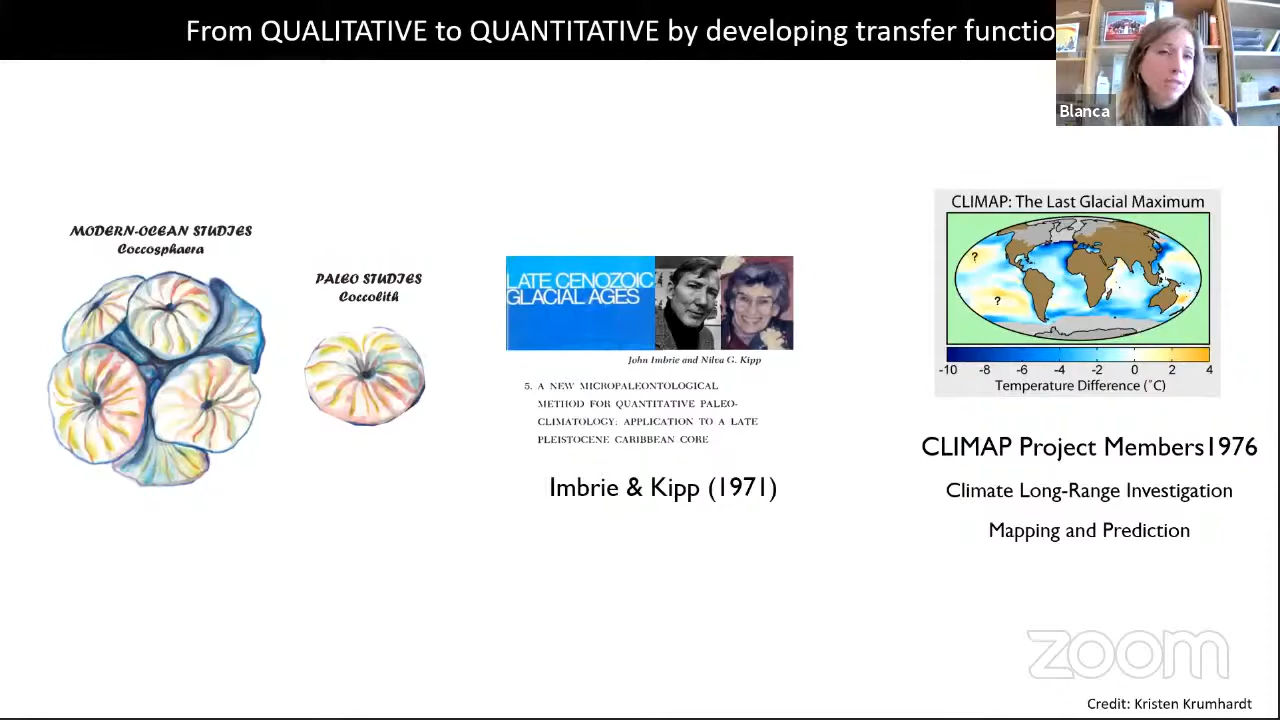 From QUALITATIVE to QUANTITATIVE by developing transfer functio
Blanca
MODERN-OCEAN STUDIES
Coccosphaera
PALEO STUDIES
Coccolith
LATE CENOZOIC
GLACIAL AGES
John Imbrie and Nilva G. Kipp
5. A NEW MICROPALEONTOLOGICAL
METHOD FOR QUANTITATIVE PALEO-
CLIMATOLOGY: APPLICATION TO A LATE
PLEISTOCENE CARIBBEAN CORE
Imbrie & Kipp (1971)
CLIMAP: The Last Glacial Maximum
?
?
-10 -8 -6 -4 -2 0 2 4
Temperature Difference (˚C)
CLIMAP Project Members1976
Climate Long-Range Investigation
Mapping and Prediction
zoom
Credit: Kristen Krumhardt